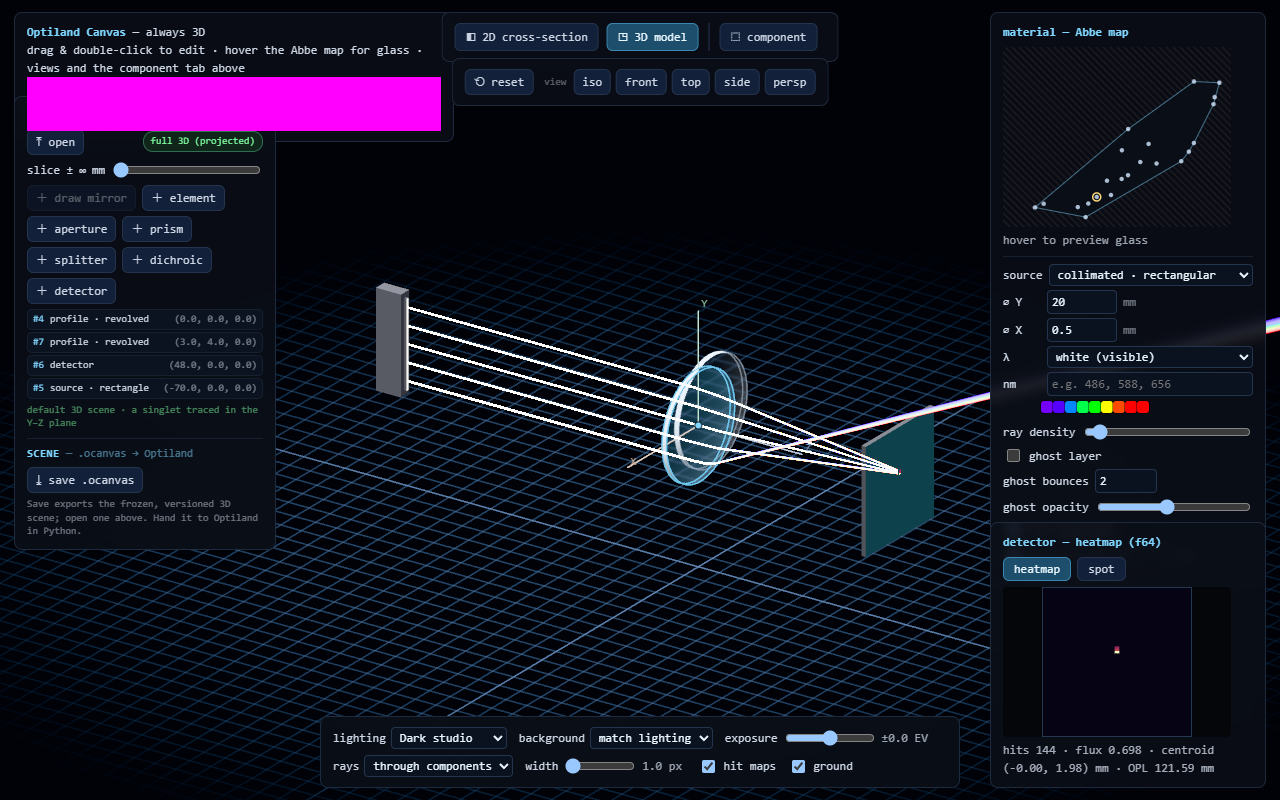 Optiland Canvas — always 3D
drag & double-click to edit · hover the Abbe map for glass ·
views and the component tab above
open
full 3D (projected)
slice ± ∞ mm
draw mirror
element
aperture
prism
splitter
dichroic
detector
#4 profile · revolved (0.0, 0.0, 0.0)
#7 profile · revolved (3.0, 4.0, 0.0)
#6 detector (48.0, 0.0, 0.0)
#5 source · rectangle (-70.0, 0.0, 0.0)
default 3D scene · a singlet traced in the
Y-Z plane
SCENE — .ocanvas → Optiland
save .ocanvas
Save exports the frozen, versioned 3D
scene; open one above. Hand it to Optiland
in Python.
2D cross-section
3D model
component
reset
view
iso
front
top
side
persp
Y
X
lighting Dark studio background match lighting exposure ±0.0 EV
rays through components width 1.0 px hit maps ground
material — Abbe map
hover to preview glass
source collimated · rectangular
⌀ Y 20 mm
⌀ X 0.5 mm
λ white (visible)
nm e.g. 486, 588, 656
ray density
ghost layer
ghost bounces 2
ghost opacity
detector — heatmap (f64)
heatmap
spot
hits 144 · flux 0.698 · centroid
(-0.00, 1.98) mm · OPL 121.59 mm